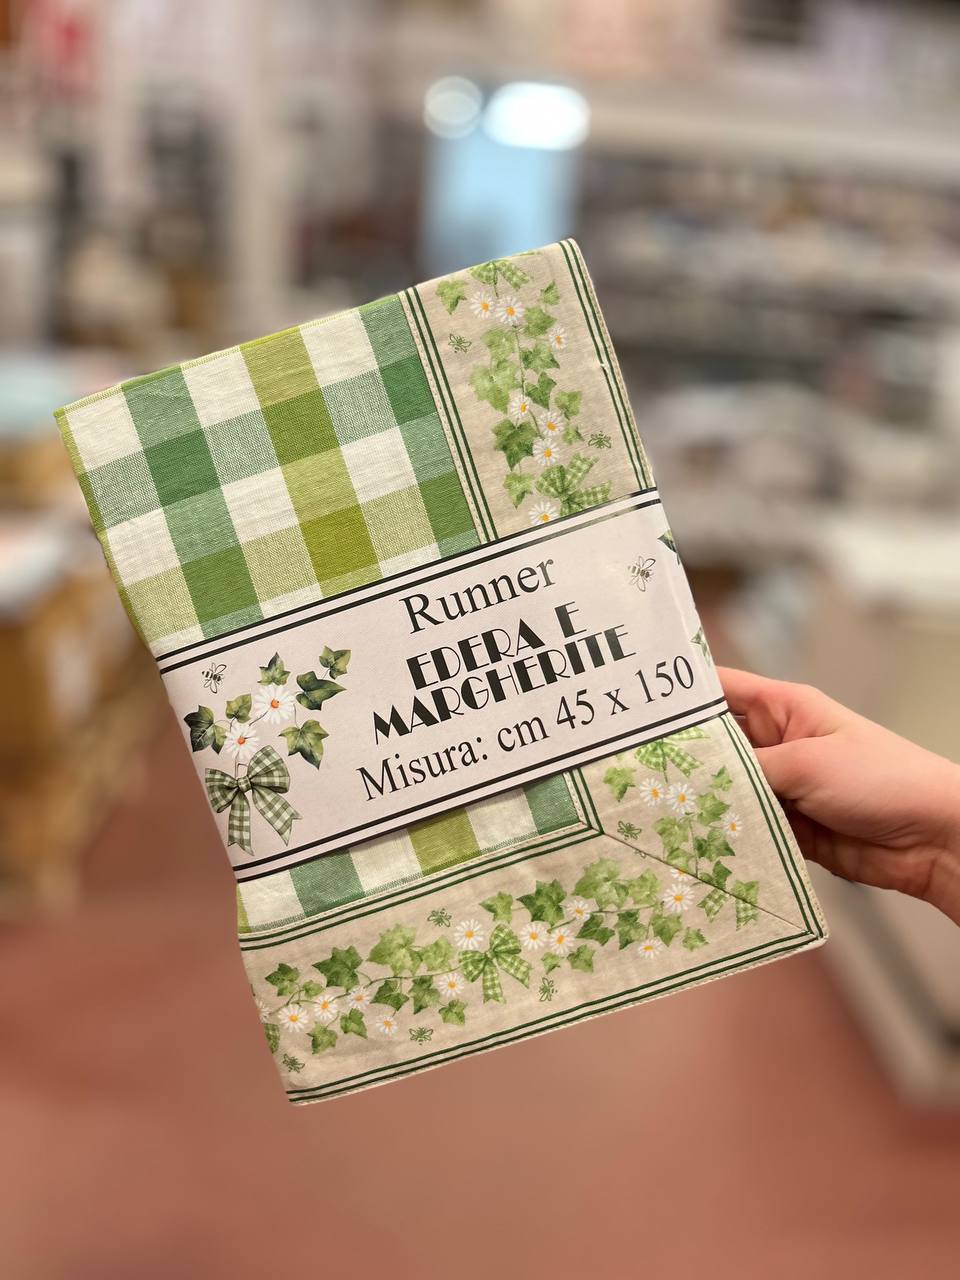 Runner
EDERA E
MARGHERITE
Misura: cm 45 x 150